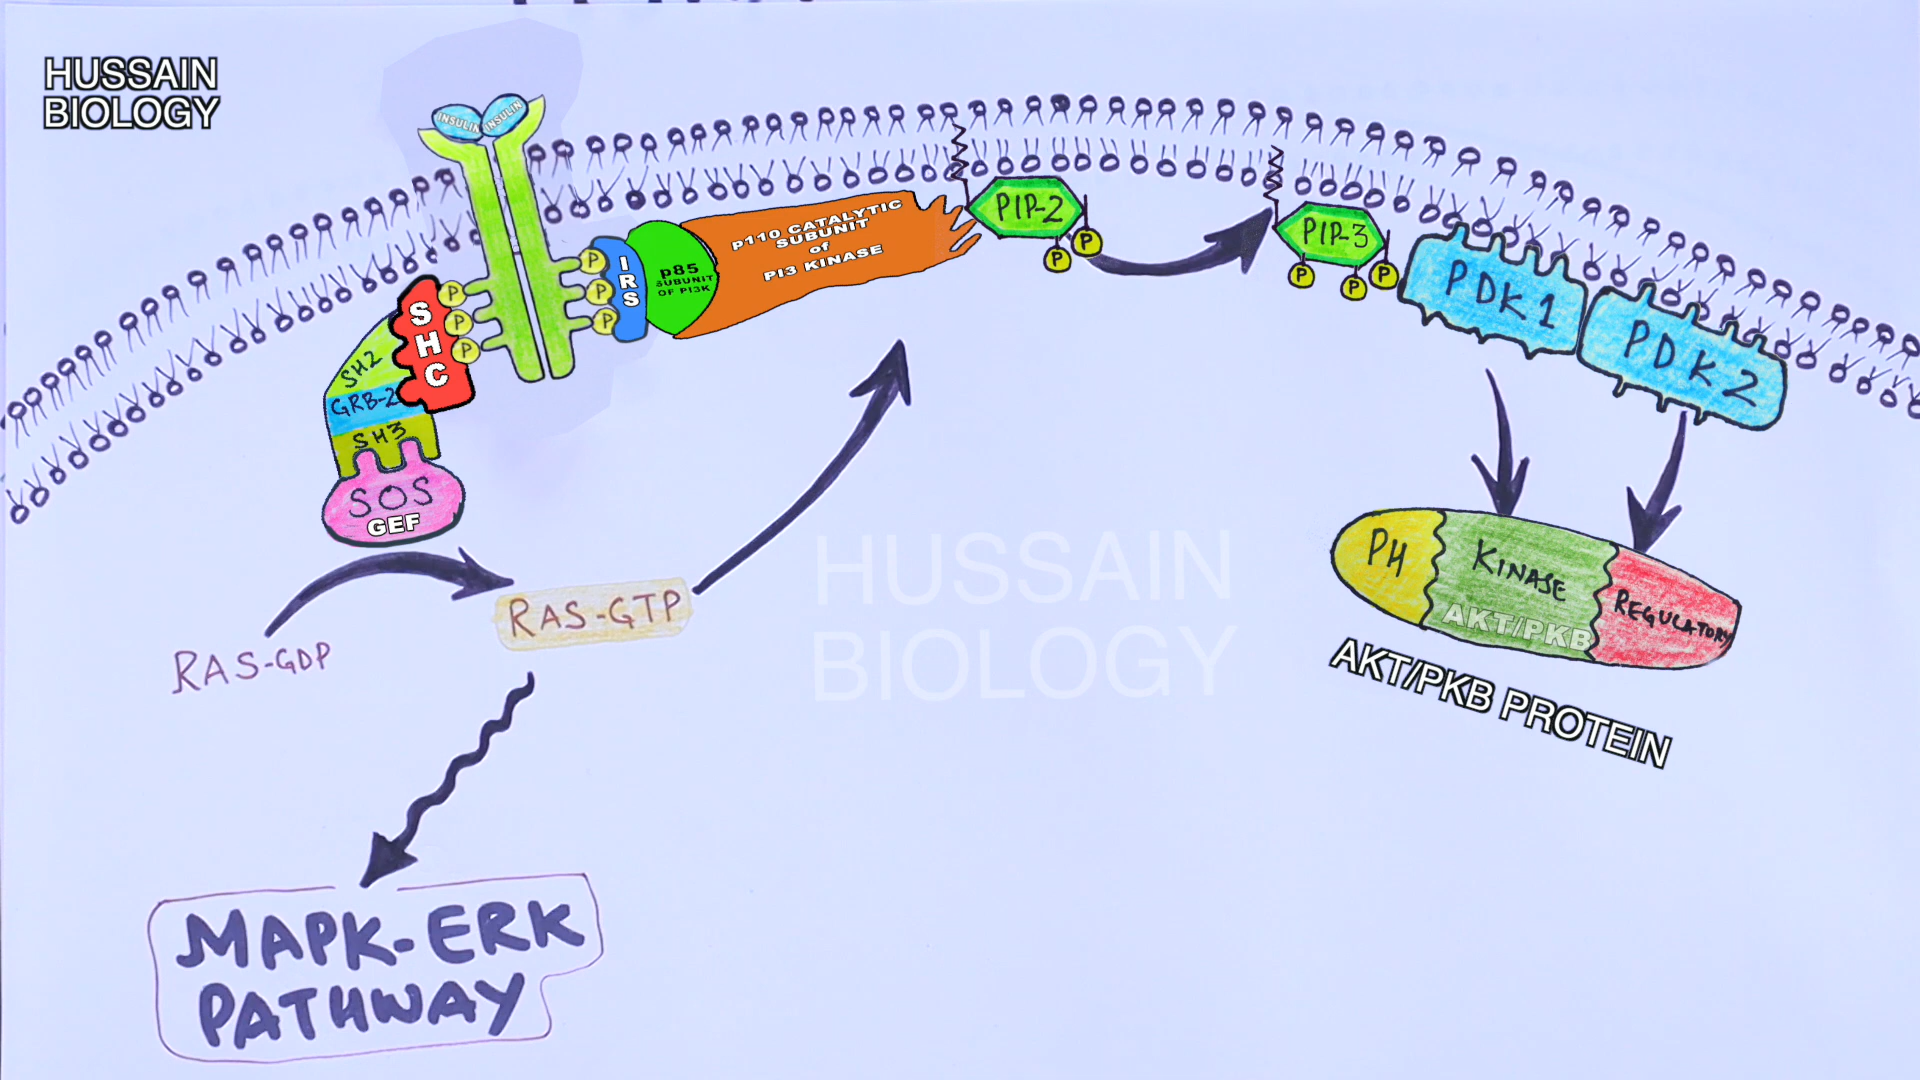 HUSSAIN
BIOLOGY
INSULIN
INSULIN
P
P
P
P
P
P
SHC
SH2
GRB-2
SH3
SOS
GEF
IRS
p85
SUBUNIT
OF PI3K
p110 CATALYTIC
SUBUNIT
of
PI3 KINASE
PIP-2
P
P
PIP-3
P
P
P
PDK1
PDK2
PH
KINASE
REGULATORY
AKT/PKB
AKT/PKB PROTEIN
RAS-GDP
RAS-GTP
HUSSAIN
BIOLOGY
MAPK-ERK
PATHWAY